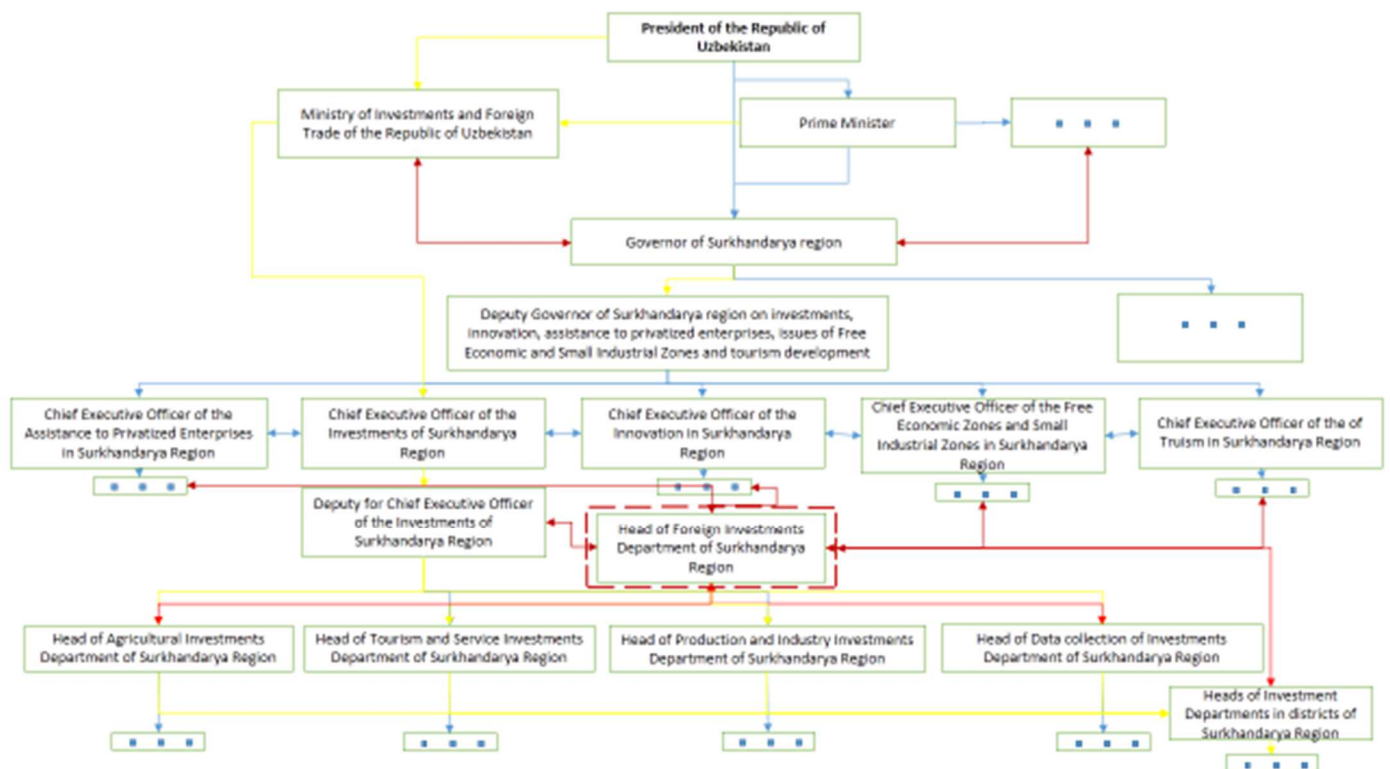 President of the Republic of
Uzbekistan
Ministry of Investments and Foreign
Trade of the Republic of Uzbekistan
Prime Minister
Governor of Surkhandarya region
Deputy Governor of Surkhandarya region on investments,
innovation, assistance to privatized enterprises, issues of Free
Economic and Small Industrial Zones and tourism development
Chief Executive Officer of the
Assistance to Privatized Enterprises
in Surkhandarya Region
Chief Executive Officer of the
Investments of Surkhandarya
Region
Chief Executive Officer of the
Innovation in Surkhandarya
Region
Chief Executive Officer of the Free
Economic Zones and Small
Industrial Zones in Surkhandarya
Region
Chief Executive Officer of the of
Truism in Surkhandarya Region
Deputy for Chief Executive Officer
of the Investments of
Surkhandarya Region
Head of Foreign Investments
Department of Surkhandarya
Region
Head of Agricultural Investments
Department of Surkhandarya Region
Head of Tourism and Service Investments
Department of Surkhandarya Region
Head of Production and Industry Investments
Department of Surkhandarya Region
Head of Data collection of Investments
Department of Surkhandarya Region
Heads of Investment
Departments in districts of
Surkhandarya Region